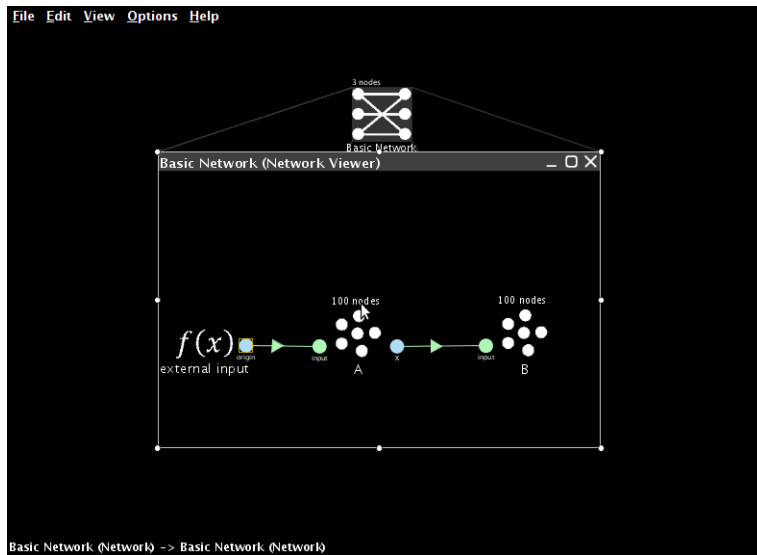 File Edit View Options Help
3 nodes
Basic Network
Basic Network (Network Viewer)
100 nodes
100 nodes
f(x)
origin
input
X
input
external input
A
B
Basic Network (Network) -> Basic Network (Network)